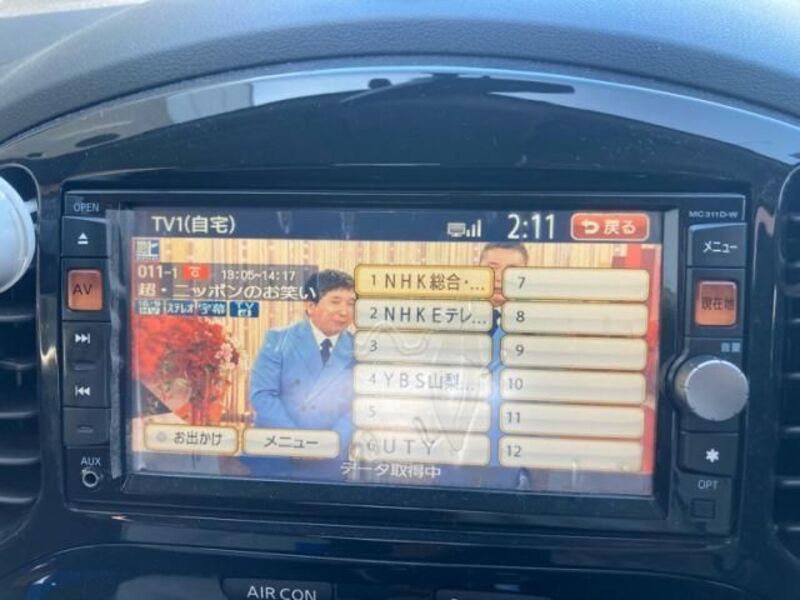 OPEN
MC311D-W
TV1(自宅)
2:11
戻る
メニュー
011-1
13:05~14:17
超・ニッポンのお笑い
ステレオ
AV
現在地
1 NHK総合・...
2 NHKEテレ...
3
4 YBS山梨...
5
6 UTY
7
8
9
10
11
12
音量
お出かけ
メニュー
データ取得中
AUX
OPT
AIR CON